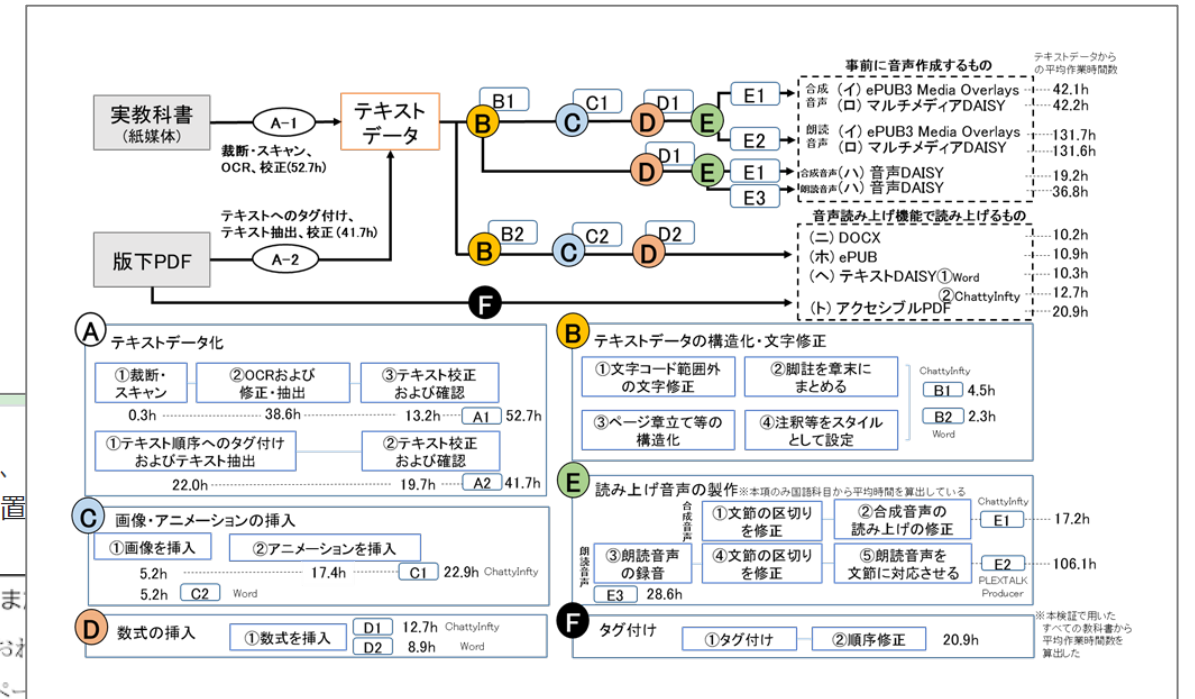 事前に音声作成するもの
テキストデータから
の平均作業時間数
実教科書
(紙媒体)
A-1
裁断・スキャン、
OCR、校正(52.7h)
テキスト
データ
B1
B
C1
C
D1
D
E
E1
合成
音声
(イ) ePUB3 Media Overlays
42.1h
(ロ) マルチメディアDAISY
42.2h
E2
朗読
音声
(イ) ePUB3 Media Overlays
131.7h
(ロ) マルチメディアDAISY
131.6h
D1
D
E
E1
合成音声(ハ) 音声DAISY
19.2h
E3
朗読音声(ハ) 音声DAISY
36.8h
テキストへのタグ付け、
テキスト抽出、校正 (41.7h)
版下PDF
A-2
B2
B
C2
C
D2
D
音声読み上げ機能で読み上げるもの
(ニ) DOCX
10.2h
(ホ) ePUB
10.9h
(ヘ) テキストDAISY①Word
10.3h
②ChattyInfty
12.7h
(ト) アクセシブルPDF
20.9h
F
A
テキストデータ化
①裁断・
スキャン
②OCRおよび
修正・抽出
③テキスト校正
および確認
0.3h 38.6h 13.2h A1 52.7h
①テキスト順序へのタグ付け
およびテキスト抽出
②テキスト校正
および確認
22.0h 19.7h A2 41.7h
B
テキストデータの構造化・文字修正
①文字コード範囲外
の文字修正
②脚註を章末に
まとめる
③ページ章立て等の
構造化
④注釈等をスタイル
として設定
ChattyInfty
B1 4.5h
B2 2.3h
Word
C
画像・アニメーションの挿入
①画像を挿入
②アニメーションを挿入
5.2h 17.4h C1 22.9h ChattyInfty
5.2h C2 Word
D
数式の挿入
①数式を挿入
D1 12.7h ChattyInfty
D2 8.9h Word
E
読み上げ音声の製作※本項のみ国語科目から平均時間を算出している
合成音声
①文節の区切り
を修正
②合成音声の
読み上げの修正
ChattyInfty
E1 17.2h
朗読音声
③朗読音声
の録音
④文節の区切り
を修正
⑤朗読音声を
文節に対応させる
E2 106.1h
PLEXTALK
Producer
E3 28.6h
F
タグ付け
①タグ付け
②順序修正
20.9h
※本検証で用いた
すべての教科書から
平均作業時間数を
算出した
、
置